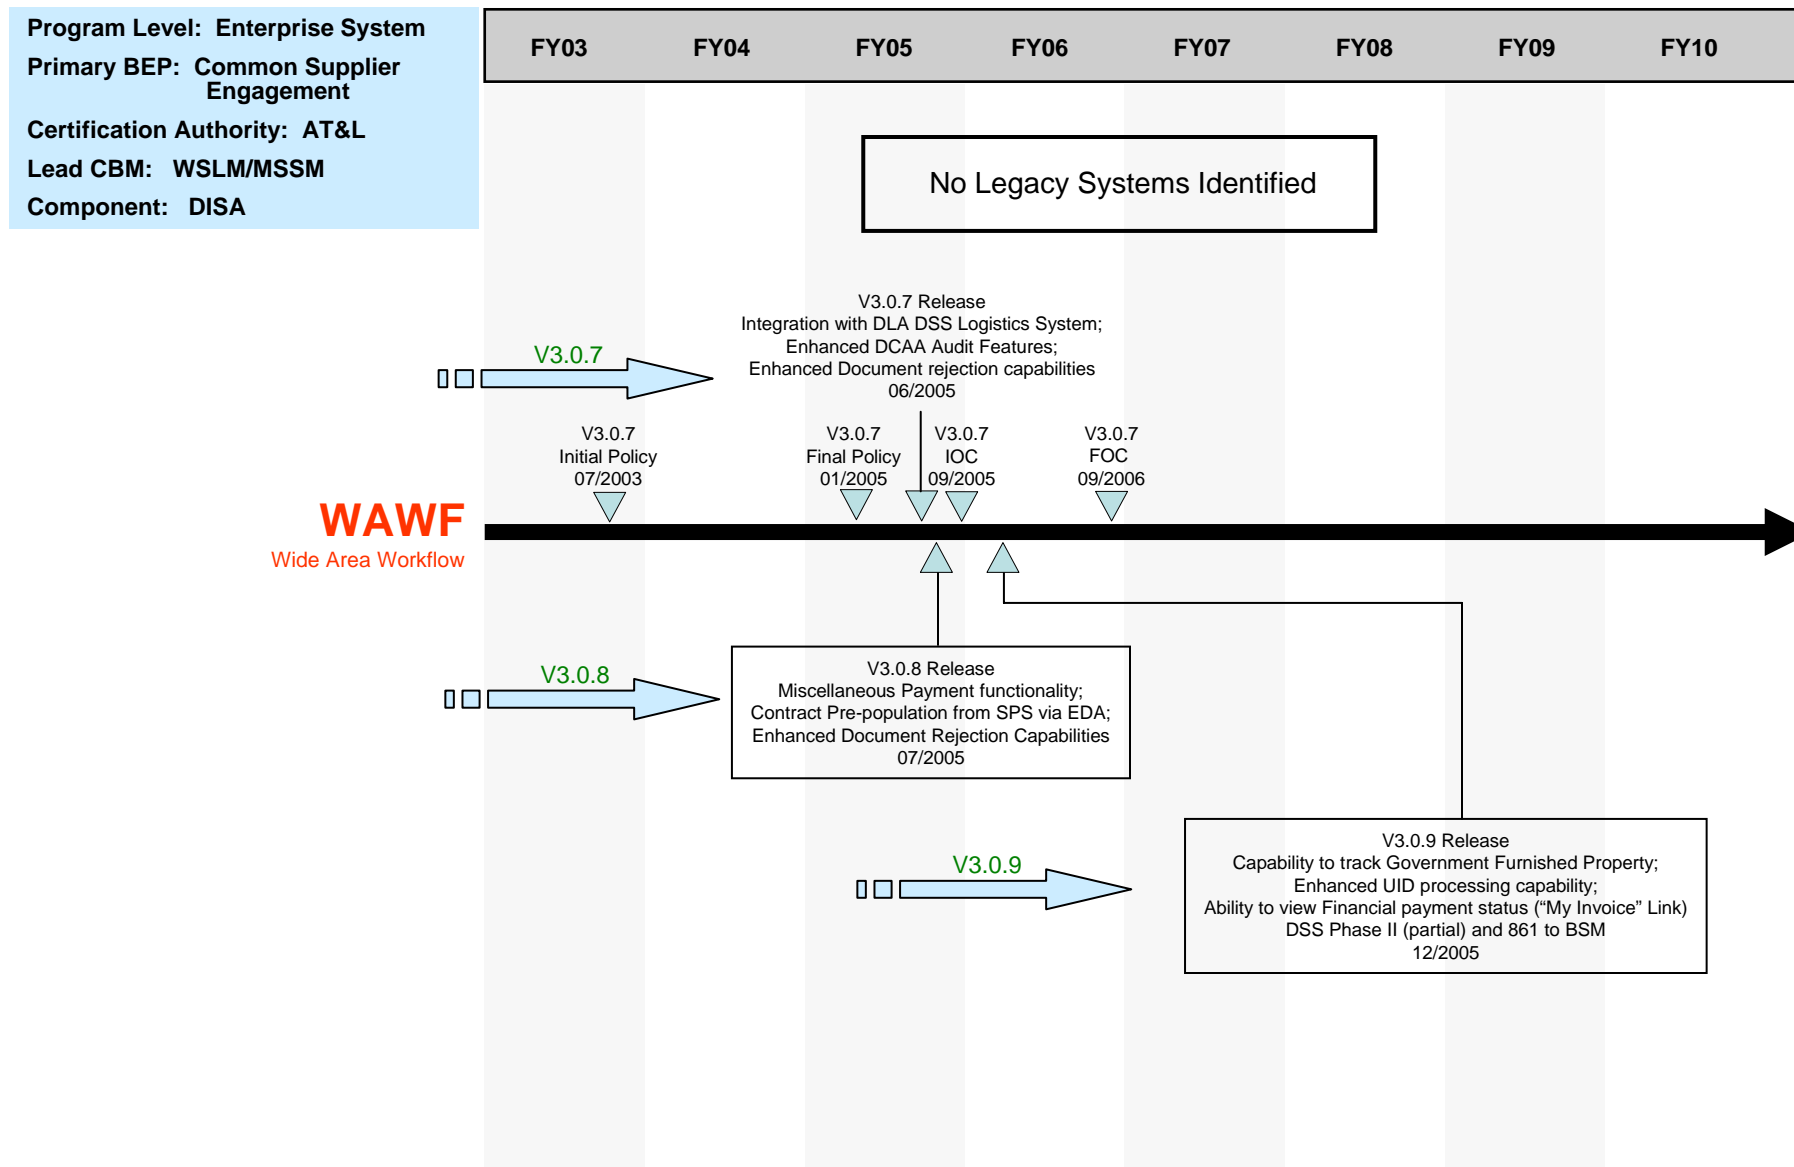 Program Level: Enterprise System
Primary BEP: Common Supplier
Engagement
Certification Authority: AT&L
Lead CBM: WSLM/MSSM
Component: DISA
FY03 FY04 FY05 FY06 FY07 FY08 FY09 FY10
No Legacy Systems Identified
V3.0.7
V3.0.7 Release
Integration with DLA DSS Logistics System;
Enhanced DCAA Audit Features;
Enhanced Document rejection capabilities
06/2005
V3.0.7
Initial Policy
07/2003
V3.0.7
Final Policy
01/2005
V3.0.7
IOC
09/2005
V3.0.7
FOC
09/2006
WAWF
Wide Area Workflow
V3.0.8
V3.0.8 Release
Miscellaneous Payment functionality;
Contract Pre-population from SPS via EDA;
Enhanced Document Rejection Capabilities
07/2005
V3.0.9
V3.0.9 Release
Capability to track Government Furnished Property;
Enhanced UID processing capability;
Ability to view Financial payment status (“My Invoice” Link)
DSS Phase II (partial) and 861 to BSM
12/2005